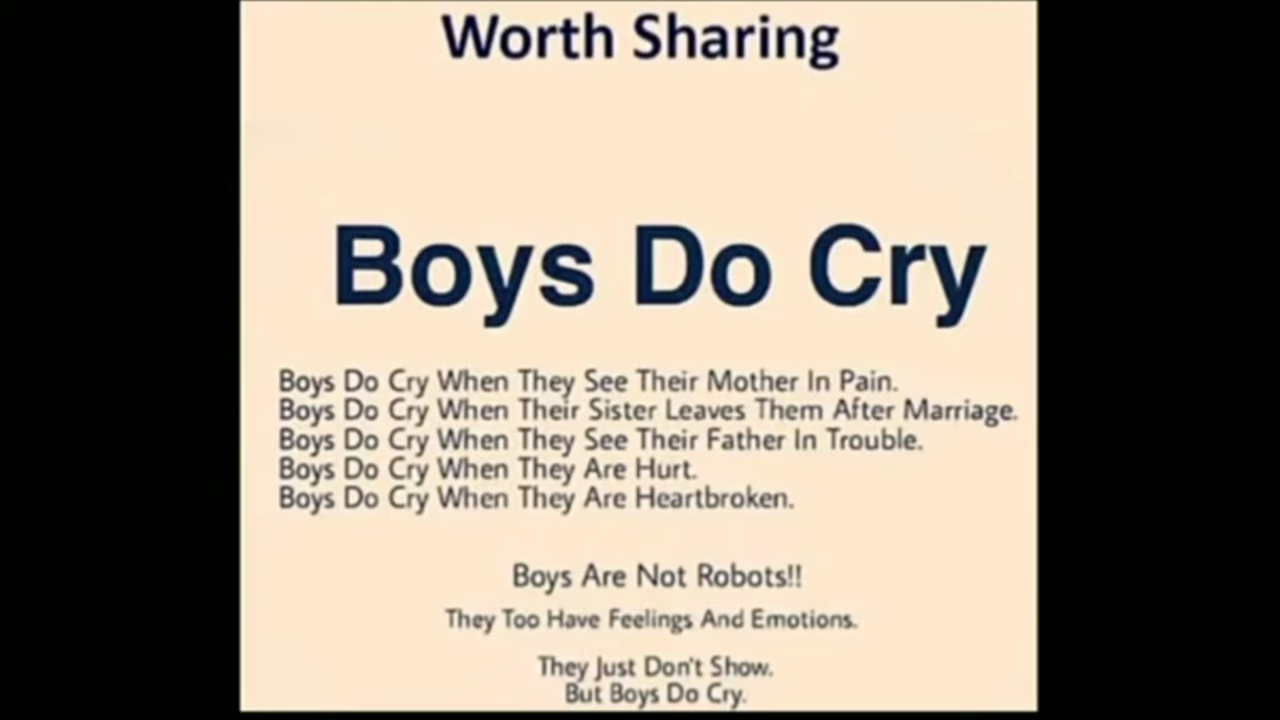 Worth Sharing
Boys Do Cry
Boys Do Cry When They See Their Mother In Pain.
Boys Do Cry When Their Sister Leaves Them After Marriage.
Boys Do Cry When They See Their Father In Trouble.
Boys Do Cry When They Are Hurt.
Boys Do Cry When They Are Heartbroken.
Boys Are Not Robots!!
They Too Have Feelings And Emotions.
They Just Don't Show.
But Boys Do Cry.